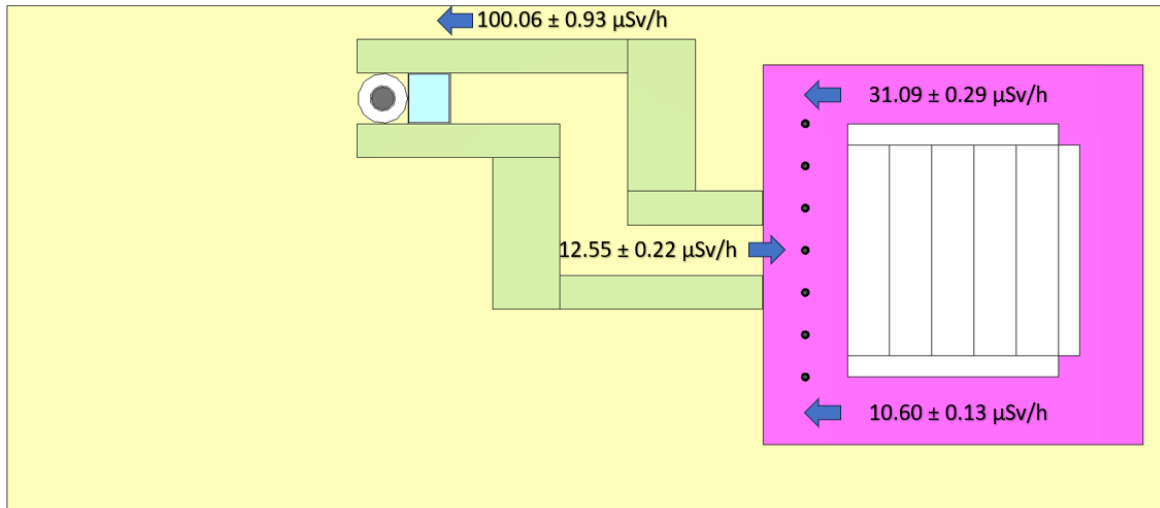 100.06 ± 0.93 µSv/h
31.09 ± 0.29 µSv/h
12.55 ± 0.22 µSv/h
10.60 ± 0.13 µSv/h